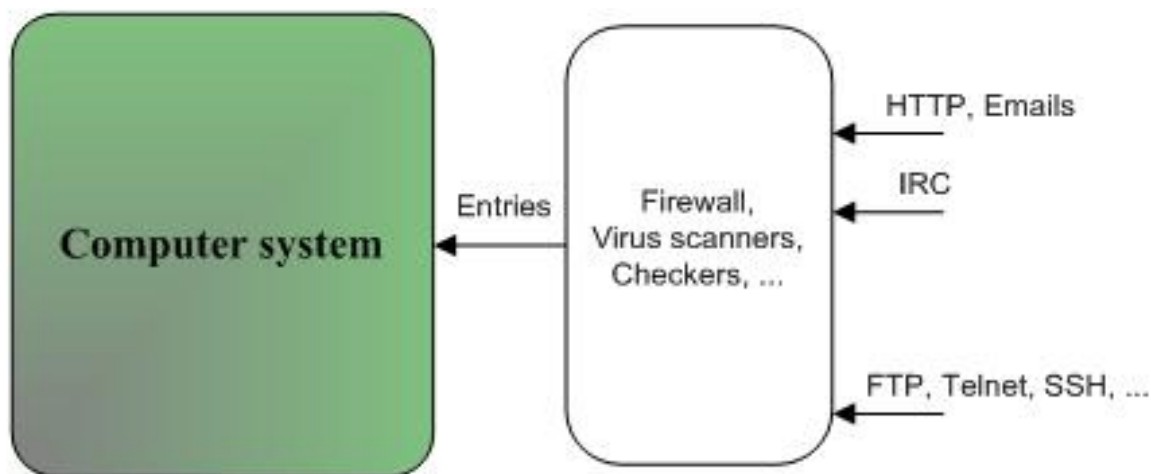 Computer system
Entries
Firewall,
Virus scanners,
Checkers, ...
HTTP, Emails
IRC
FTP, Telnet, SSH, ...